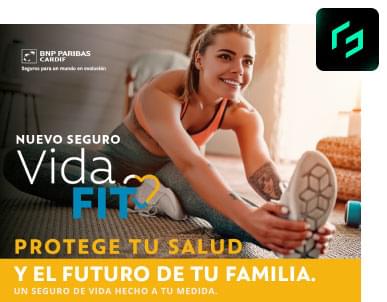 BNP PARIBAS
CARDIF
Seguros para un mundo en evolución
NUEVO SEGURO
Vida
FIT
PROTEGE TU SALUD
Y EL FUTURO DE TU FAMILIA.
UN SEGURO DE VIDA HECHO A TU MEDIDA.